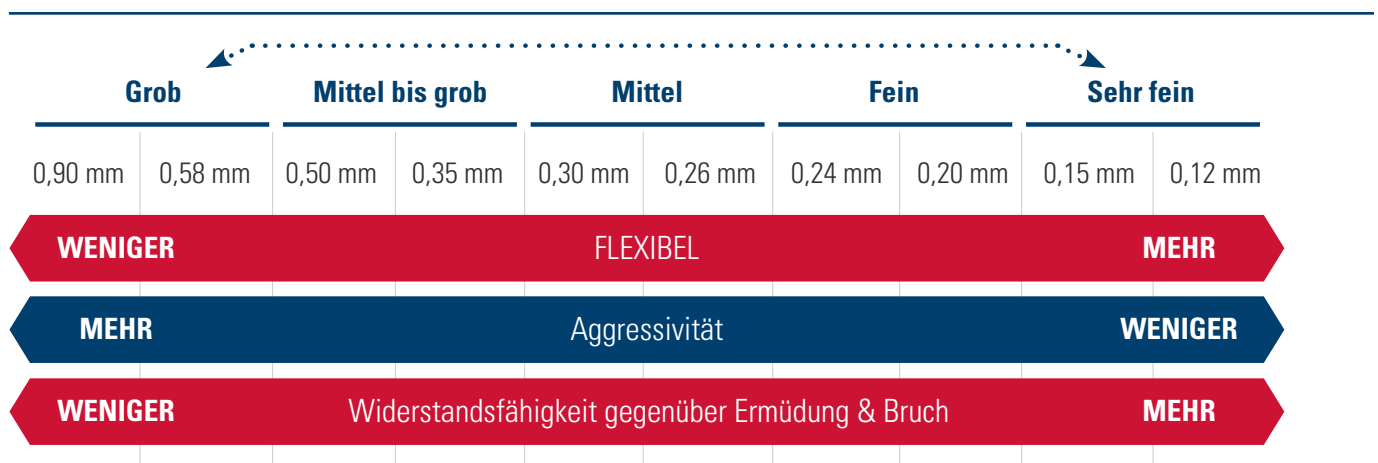 Grob Mittel bis grob Mittel Fein Sehr fein
0,90 mm 0,58 mm 0,50 mm 0,35 mm 0,30 mm 0,26 mm 0,24 mm 0,20 mm 0,15 mm 0,12 mm
WENIGER FLEXIBEL MEHR
MEHR Aggressivität WENIGER
WENIGER Widerstandsfähigkeit gegenüber Ermüdung & Bruch MEHR